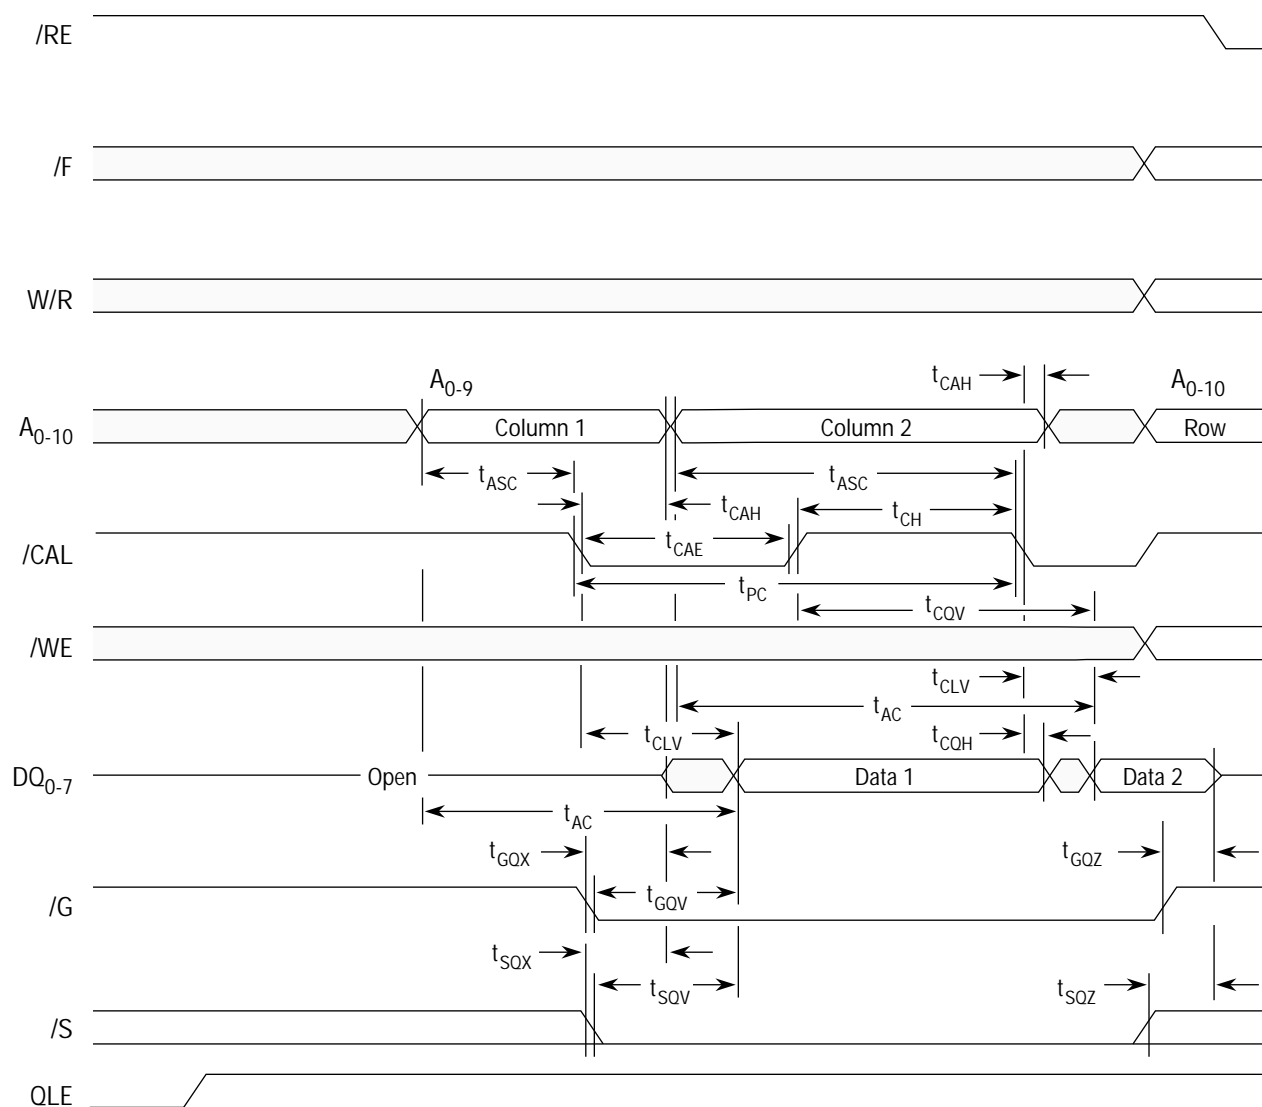 /RE
/F
W/R
tCAH
A0-9
A0-10
A0-10
Column 1
Column 2
Row
tASC
tASC
tCAH
tCH
/CAL
tCAE
tPC
tCQV
/WE
tCLV
tAC
tCLV
tCQH
DQ0-7
Open
Data 1
Data 2
tAC
tGQX
tGQZ
tGQV
/G
tSQX
tSQV
tSQZ
/S
QLE